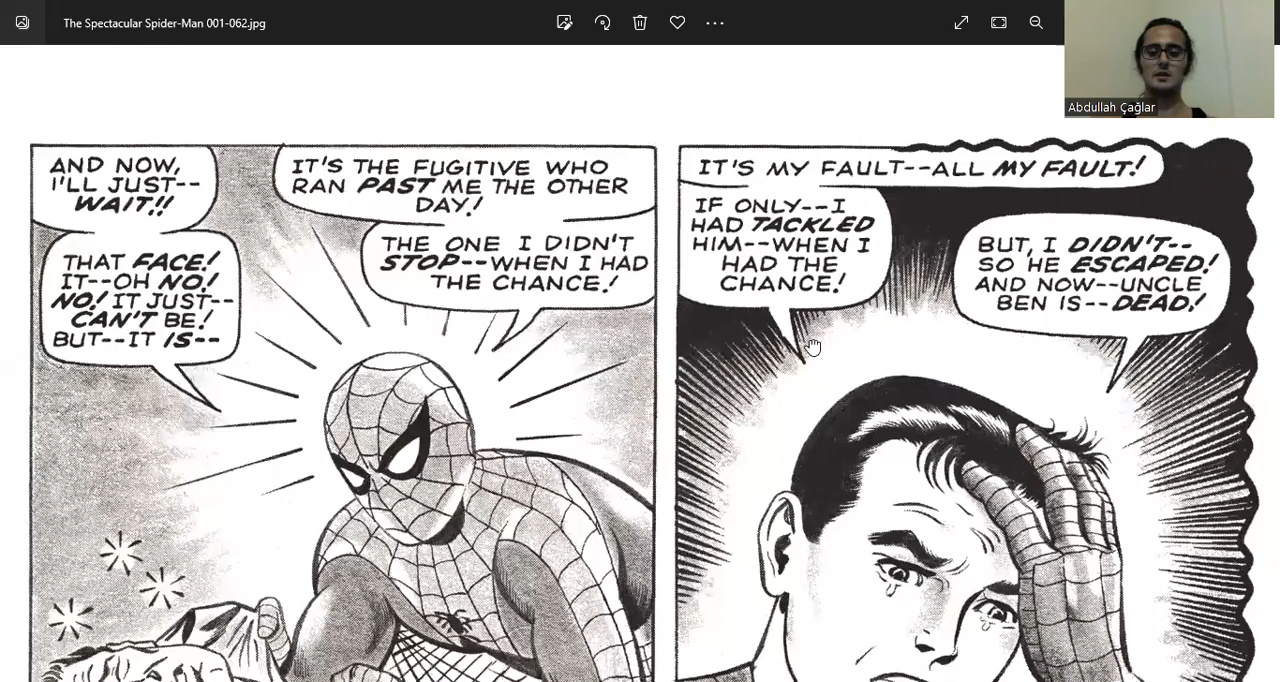 The Spectacular Spider-Man 001-062.jpg
Abdullah Çağlar
AND NOW,
I'LL JUST--
WAIT!!
IT'S THE FUGITIVE WHO
RAN PAST ME THE OTHER
DAY!
THAT FACE!
IT--OH NO!
NO! IT JUST--
CAN'T BE!
BUT--IT IS--
THE ONE I DIDN'T
STOP--WHEN I HAD
THE CHANCE!
IT'S MY FAULT--ALL MY FAULT!
IF ONLY--I
HAD TACKLED
HIM--WHEN I
HAD THE
CHANCE!
BUT, I DIDN'T--
SO HE ESCAPED!
AND NOW--UNCLE
BEN IS--DEAD!